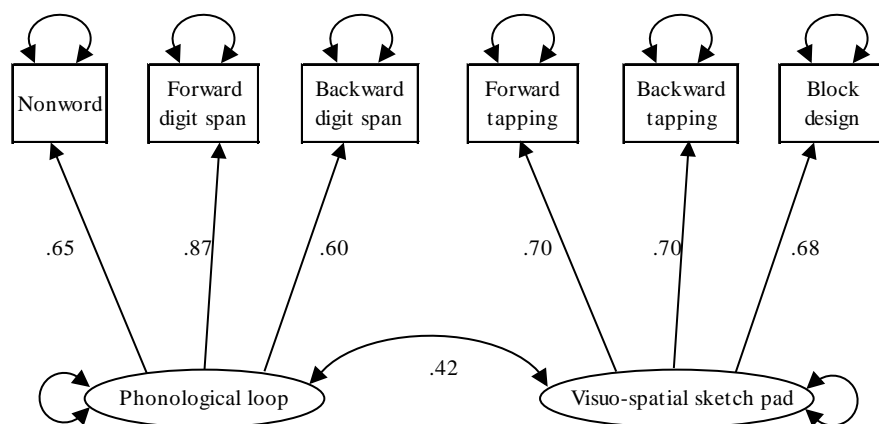 Nonword
Forward
digit span
Backward
digit span
Forward
tapping
Backward
tapping
Block
design
.65
.87
.60
.70
.70
.68
.42
Phonological loop
Visuo-spatial sketch pad